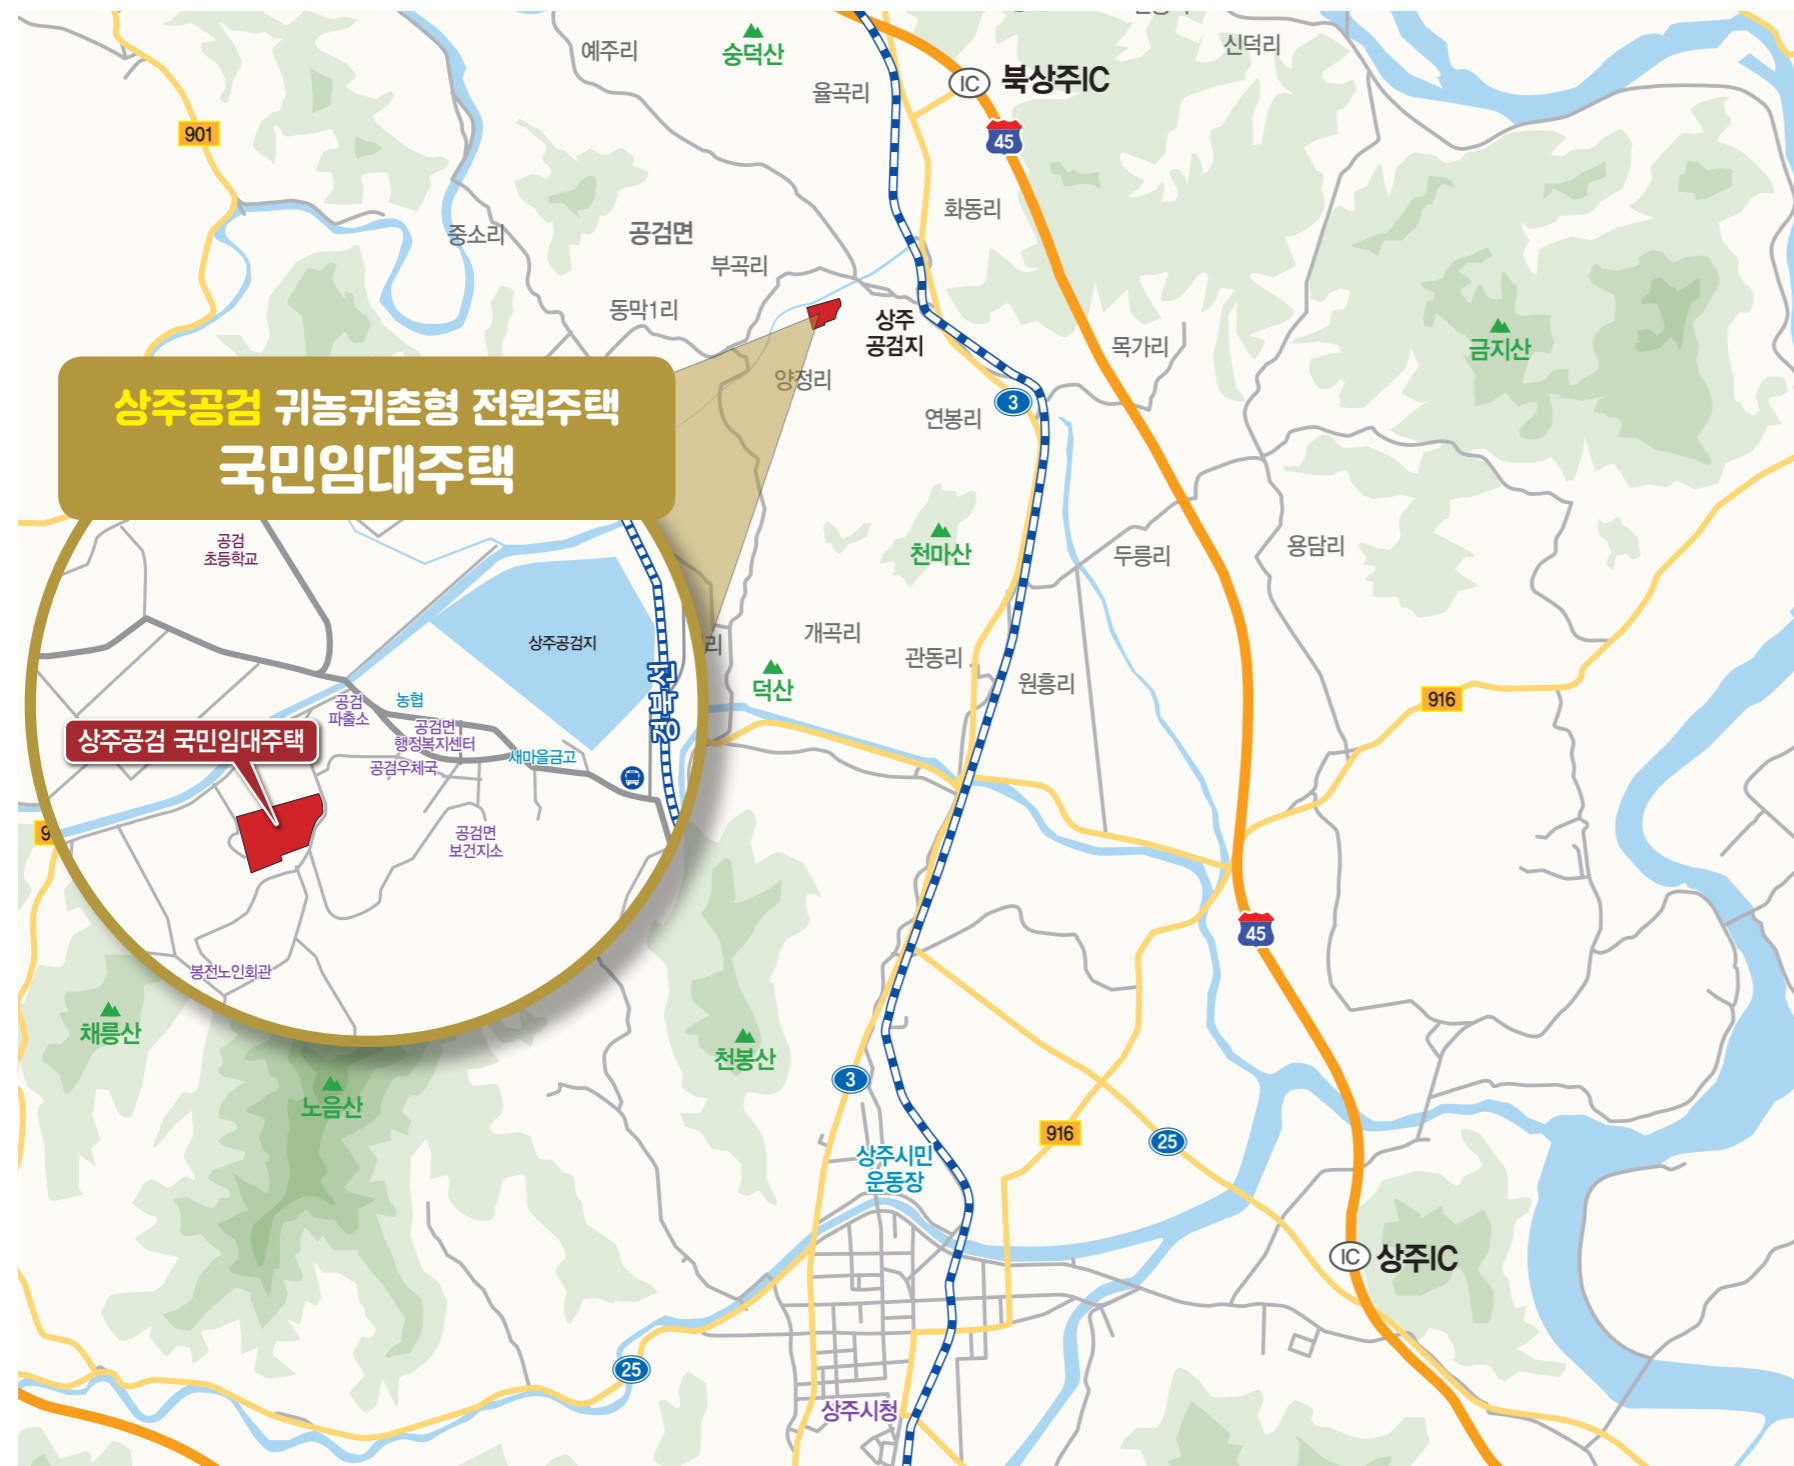 예주리
숭덕산
율곡리
신덕리
IC 북상주IC
901
45
화동리
중소리
공검면
부곡리
동막1리
상주
공검지
목가리
금지산
양정리
3
연봉리
상주공검 귀농귀촌형 전원주택
국민임대주택
공검
초등학교
천마산
두릉리
용담리
상주공검지
리
개곡리
관동리
원흥리
덕산
916
경북선
공검
파출소
농협
공검면
행정복지센터
상주공검 국민임대주택
새마을금고
공검우체국
9
공검면
보건지소
45
봉전노인회관
채릉산
천봉산
노음산
3
916
25
상주시민
운동장
IC 상주IC
25
상주시청